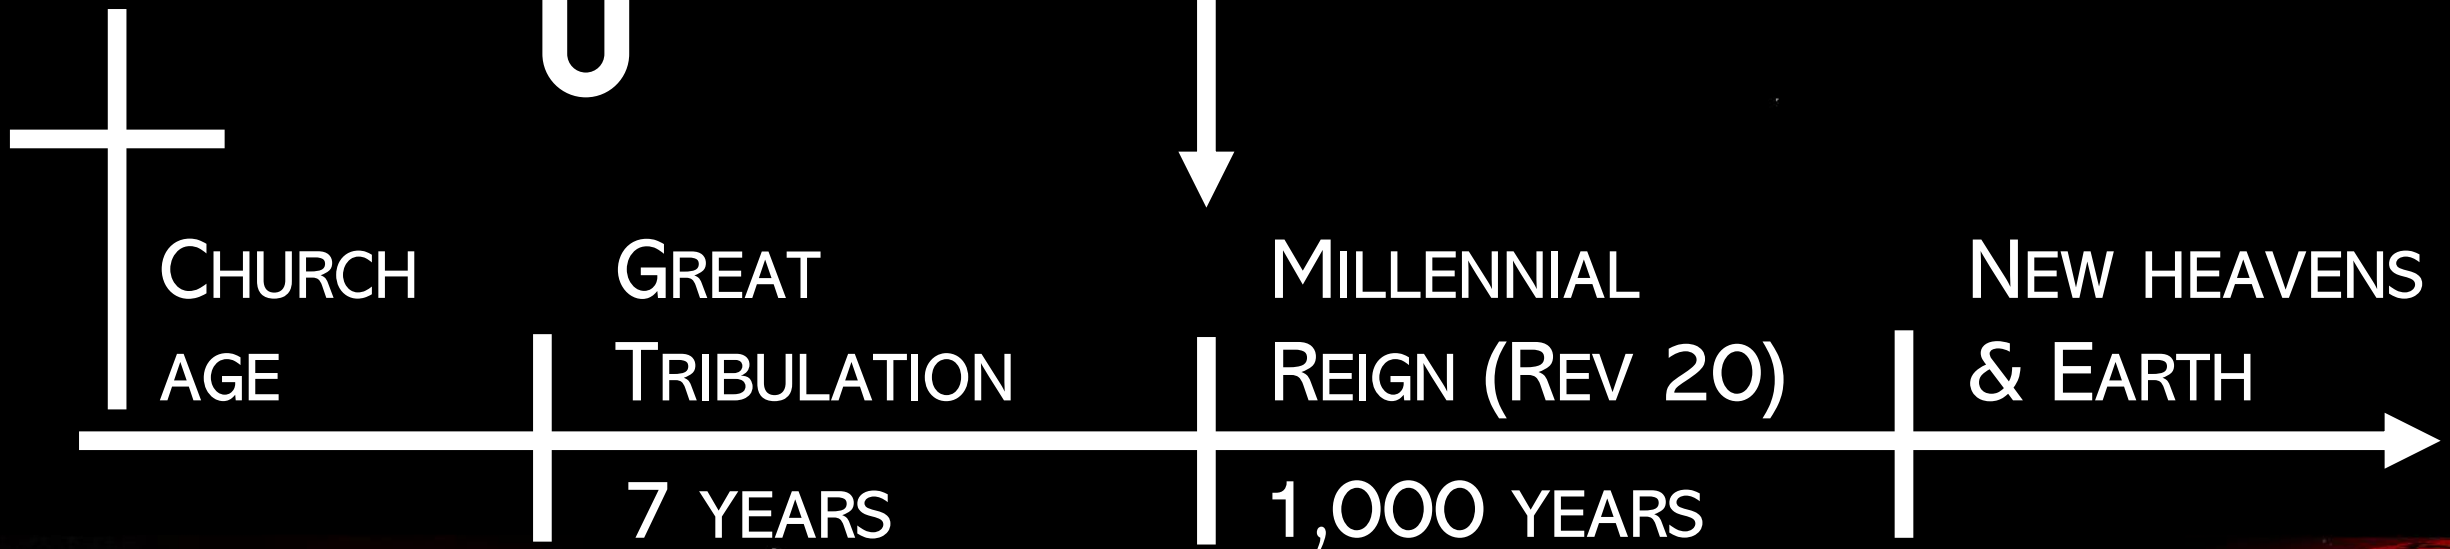 CHURCH
AGE
GREAT
TRIBULATION
7 YEARS
MILLENNIAL
REIGN (REV 20)
1,000 YEARS
NEW HEAVENS
& EARTH